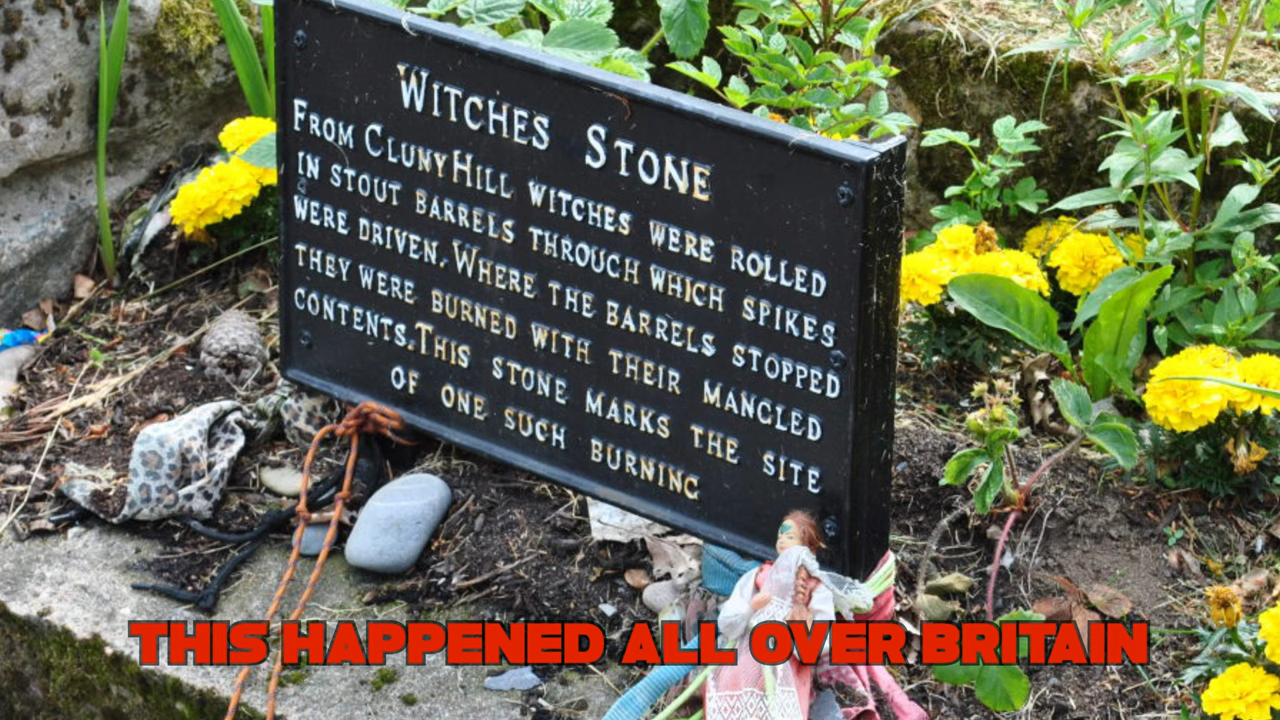 WITCHES STONE
FROM CLUNY HILL WITCHES WERE ROLLED
IN STOUT BARRELS THROUGH WHICH SPIKES
WERE DRIVEN. WHERE THE BARRELS STOPPED
THEY WERE BURNED WITH THEIR MANGLED
CONTENTS. THIS STONE MARKS THE SITE
OF ONE SUCH BURNING
THIS HAPPENED ALL OVER BRITAIN